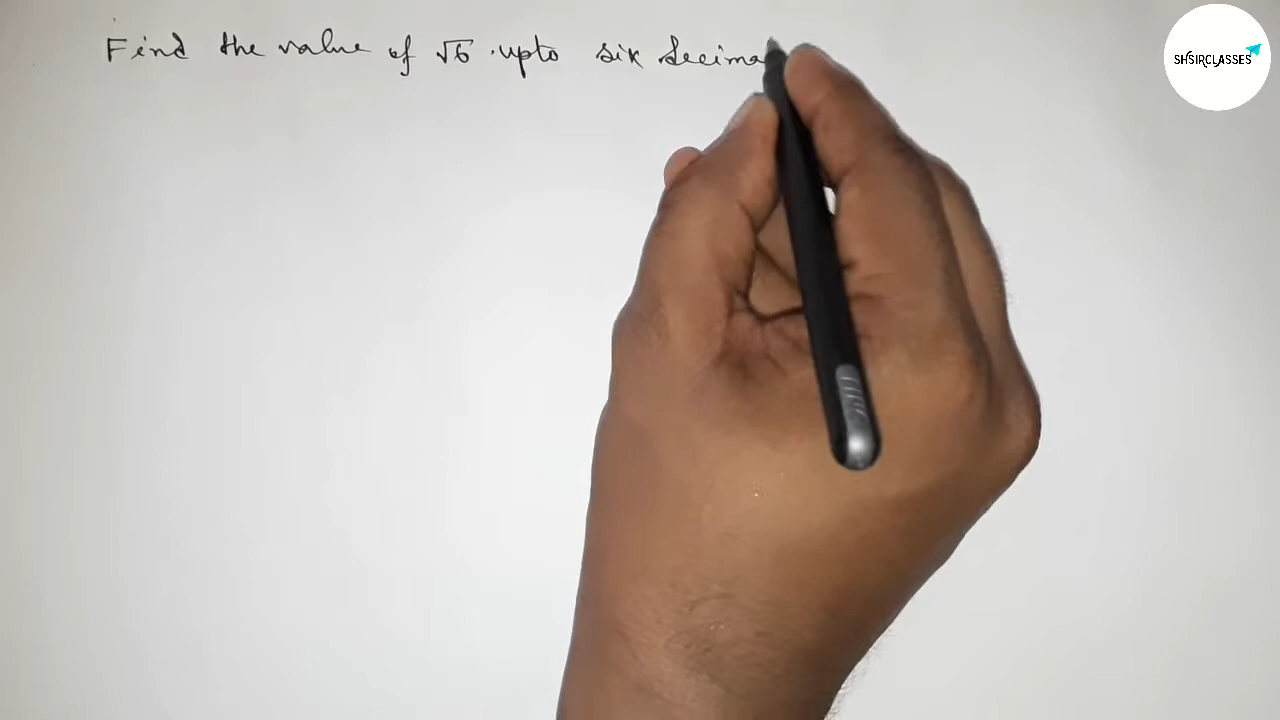 Find the value of √6 upto six decima
SHSIRCLASSES